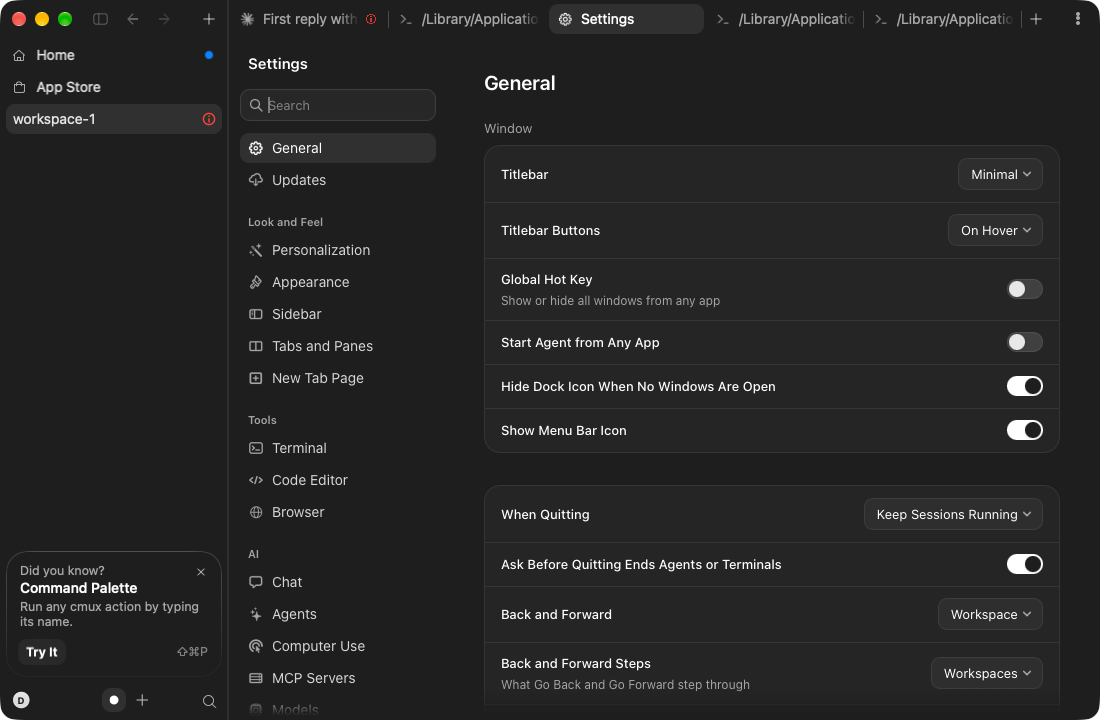 First reply with
/Library/Applicatio
Settings
/Library/Applicatio
/Library/Applicatio
Home
App Store
workspace-1
Did you know?
Command Palette
Run any cmux action by typing
its name.
Try It
⇧⌘P
D
Settings
Search
General
Updates
Look and Feel
Personalization
Appearance
Sidebar
Tabs and Panes
New Tab Page
Tools
Terminal
Code Editor
Browser
AI
Chat
Agents
Computer Use
MCP Servers
Models
General
Window
Titlebar
Minimal
Titlebar Buttons
On Hover
Global Hot Key
Show or hide all windows from any app
Start Agent from Any App
Hide Dock Icon When No Windows Are Open
Show Menu Bar Icon
When Quitting
Keep Sessions Running
Ask Before Quitting Ends Agents or Terminals
Back and Forward
Workspace
Back and Forward Steps
What Go Back and Go Forward step through
Workspaces